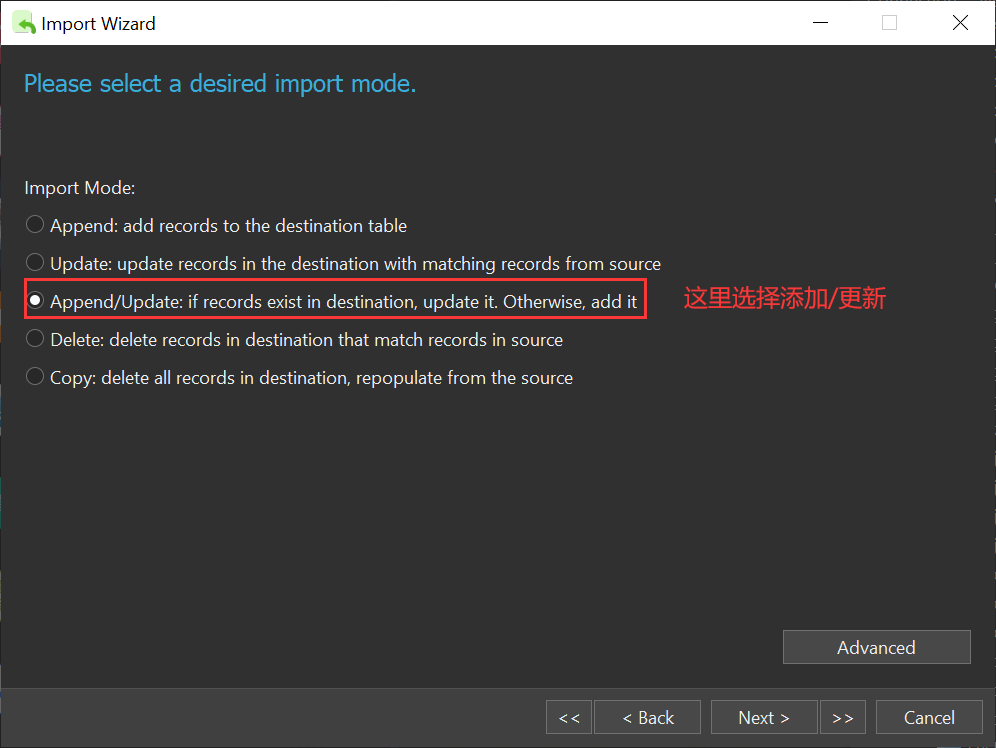 Import Wizard
Please select a desired import mode.
Import Mode:
Append: add records to the destination table
Update: update records in the destination with matching records from source
Append/Update: if records exist in destination, update it. Otherwise, add it
这里选择添加/更新
Delete: delete records in destination that match records in source
Copy: delete all records in destination, repopulate from the source
Advanced
<< < Back Next > >> Cancel